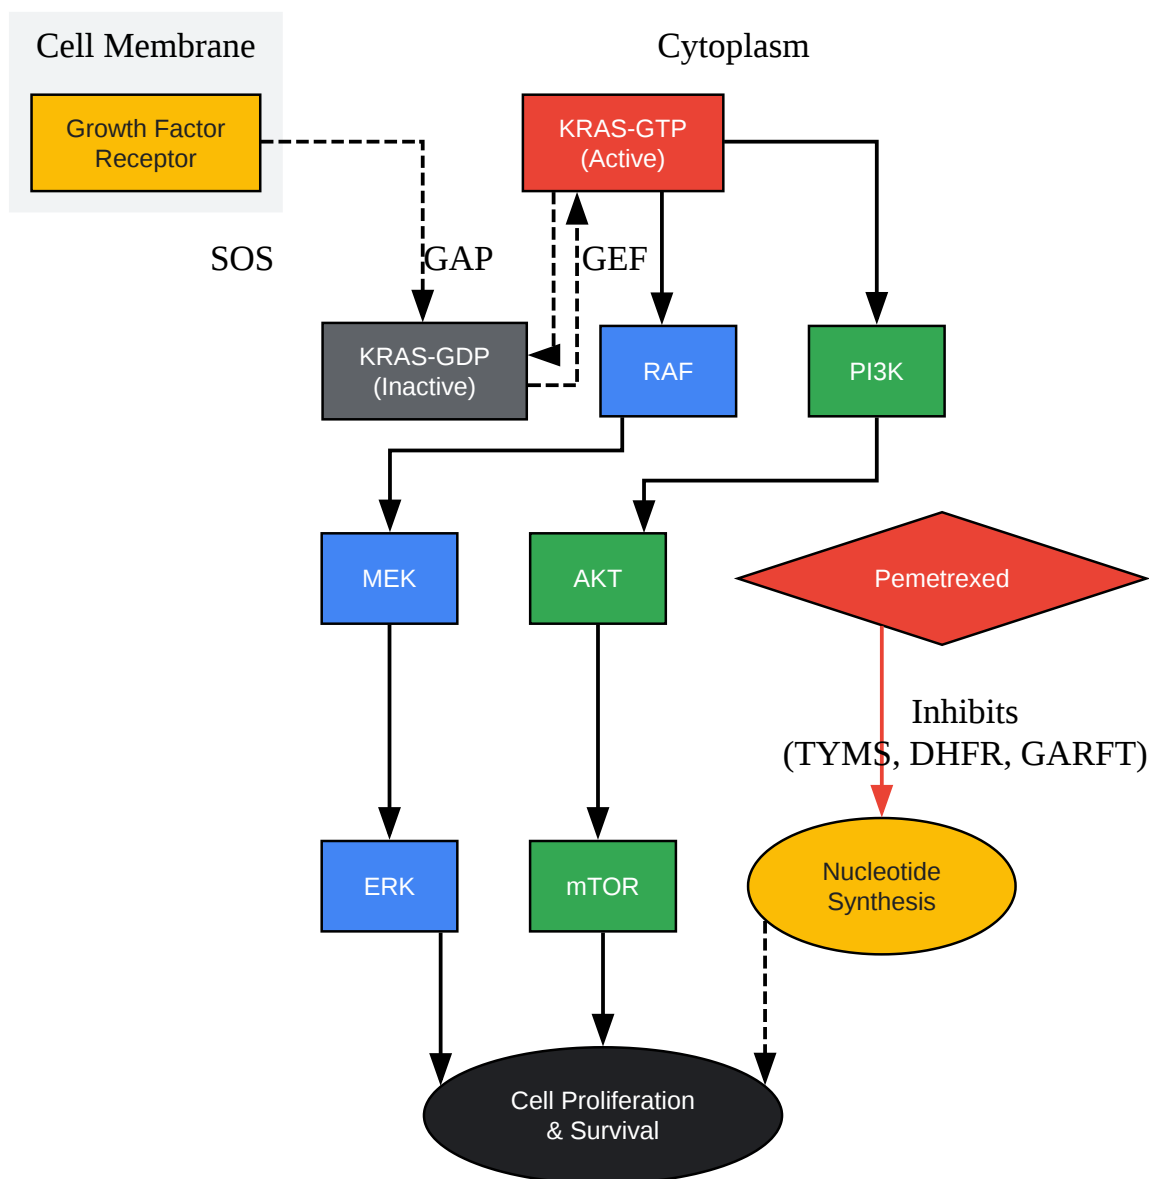 Cell Membrane
Cytoplasm
Growth Factor
Receptor
KRAS-GTP
(Active)
SOS
GAP
GEF
KRAS-GDP
(Inactive)
RAF
PI3K
MEK
AKT
Pemetrexed
Inhibits
(TYMS, DHFR, GARFT)
ERK
mTOR
Nucleotide
Synthesis
Cell Proliferation
& Survival